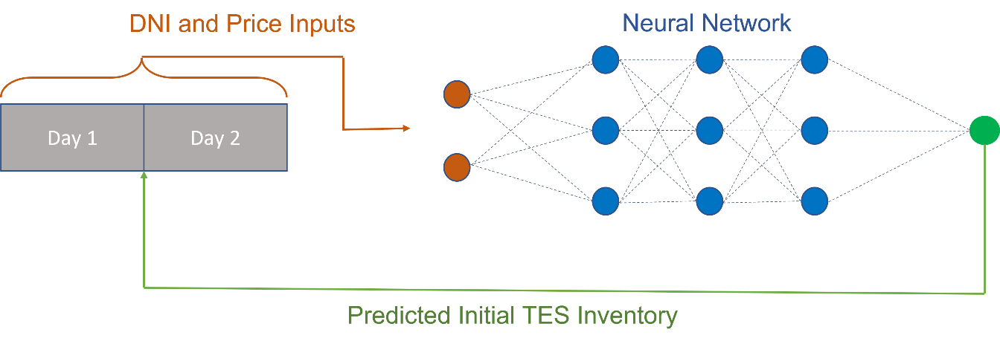 DNI and Price Inputs
Neural Network
Day 1
Day 2
Predicted Initial TES Inventory